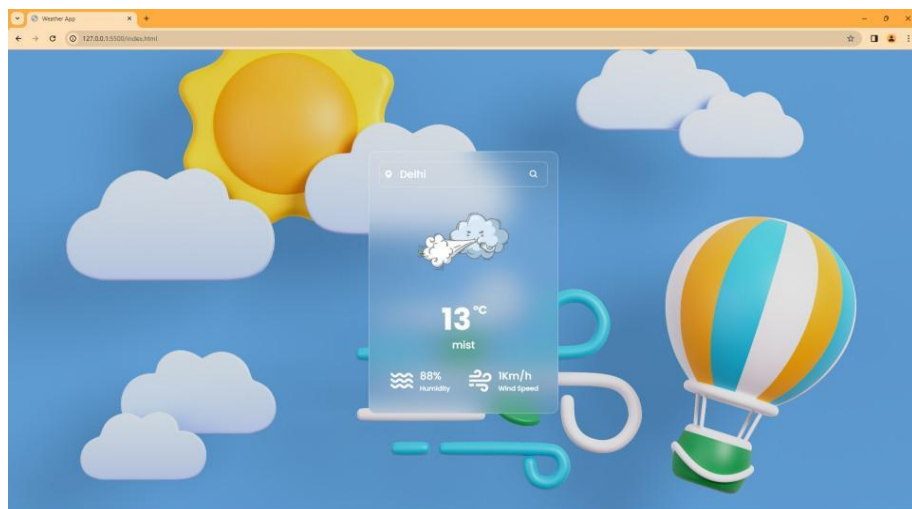 Weather App
127.0.0.1:5500/index.html
Delhi
13 °C
mist
88%
Humidity
1Km/h
Wind Speed